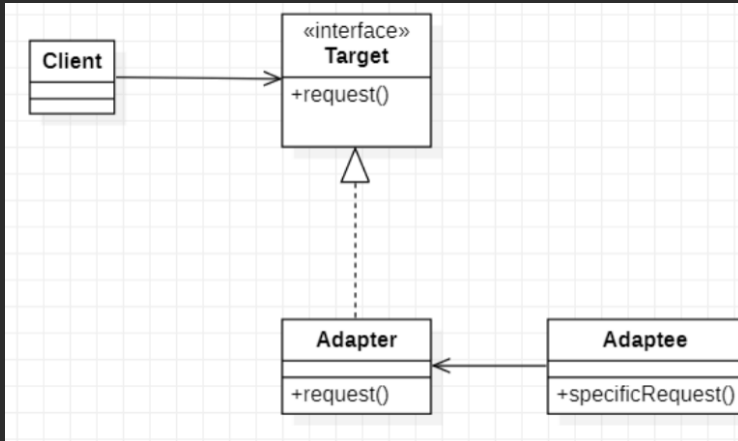 Client
«interface»
Target
+request()
Adapter
+request()
Adaptee
+specificRequest()